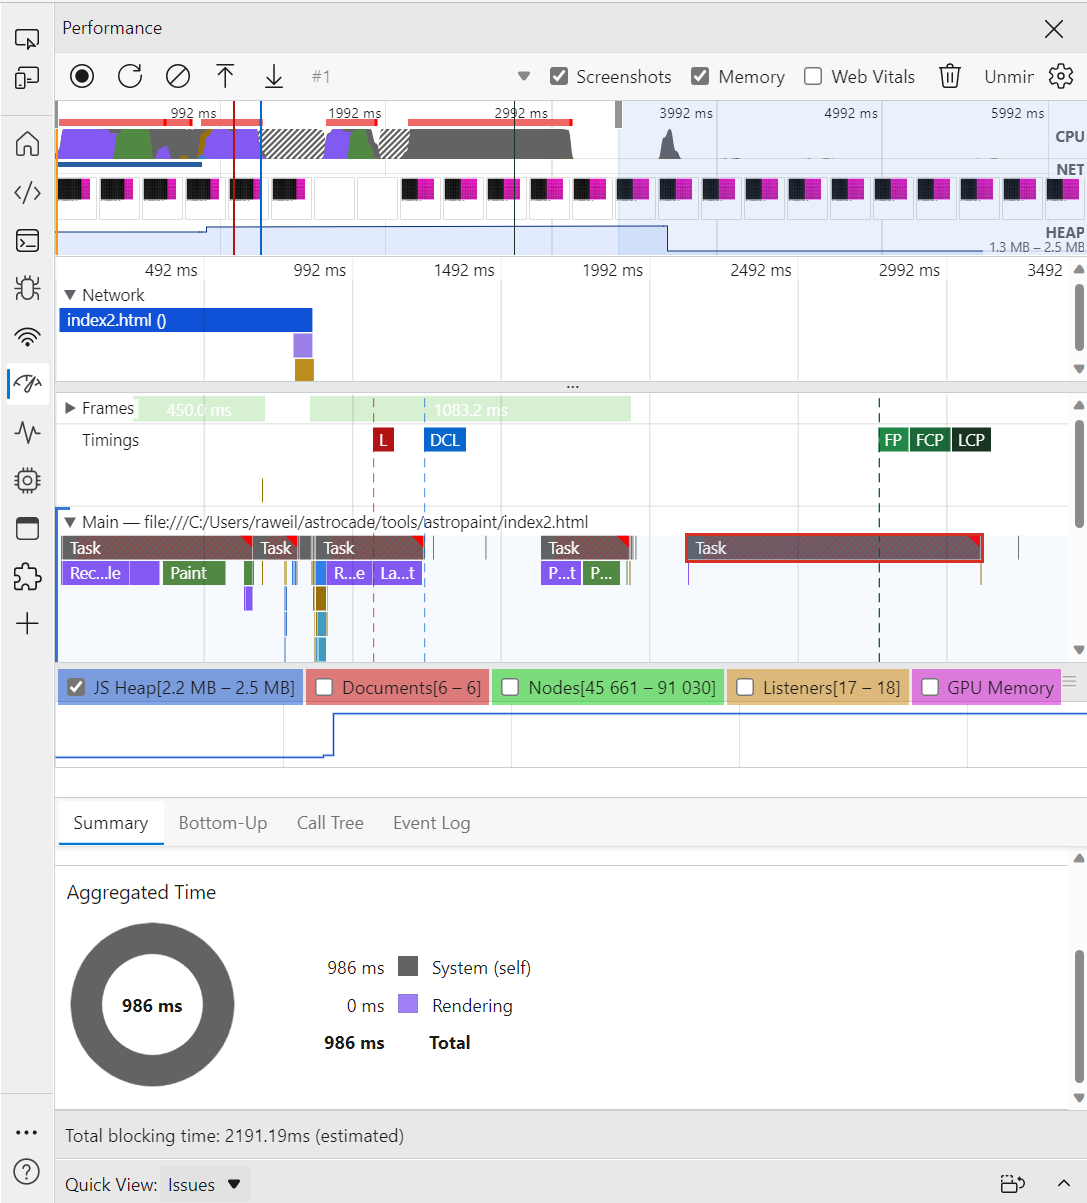 Performance
#1
Screenshots
Memory
Web Vitals
Unmin
992 ms
1992 ms
2992 ms
3992 ms
4992 ms
5992 ms
CPU
NET
HEAP
1.3 MB – 2.5 MB
492 ms
992 ms
1492 ms
1992 ms
2492 ms
2992 ms
3492
Network
index2.html ()
...
Frames
450.0 ms
1083.2 ms
Timings
L
DCL
FP
FCP
LCP
Main — file:///C:/Users/raweil/astrocade/tools/astropaint/index2.html
Task
Task
Task
Task
Task
Rec...le
Paint
R...e
La...t
P...t
P...
JS Heap[2.2 MB – 2.5 MB]
Documents[6 – 6]
Nodes[45 661 – 91 030]
Listeners[17 – 18]
GPU Memory
Summary
Bottom-Up
Call Tree
Event Log
Aggregated Time
986 ms
986 ms
System (self)
0 ms
Rendering
986 ms
Total
Total blocking time: 2191.19ms (estimated)
Quick View:
Issues